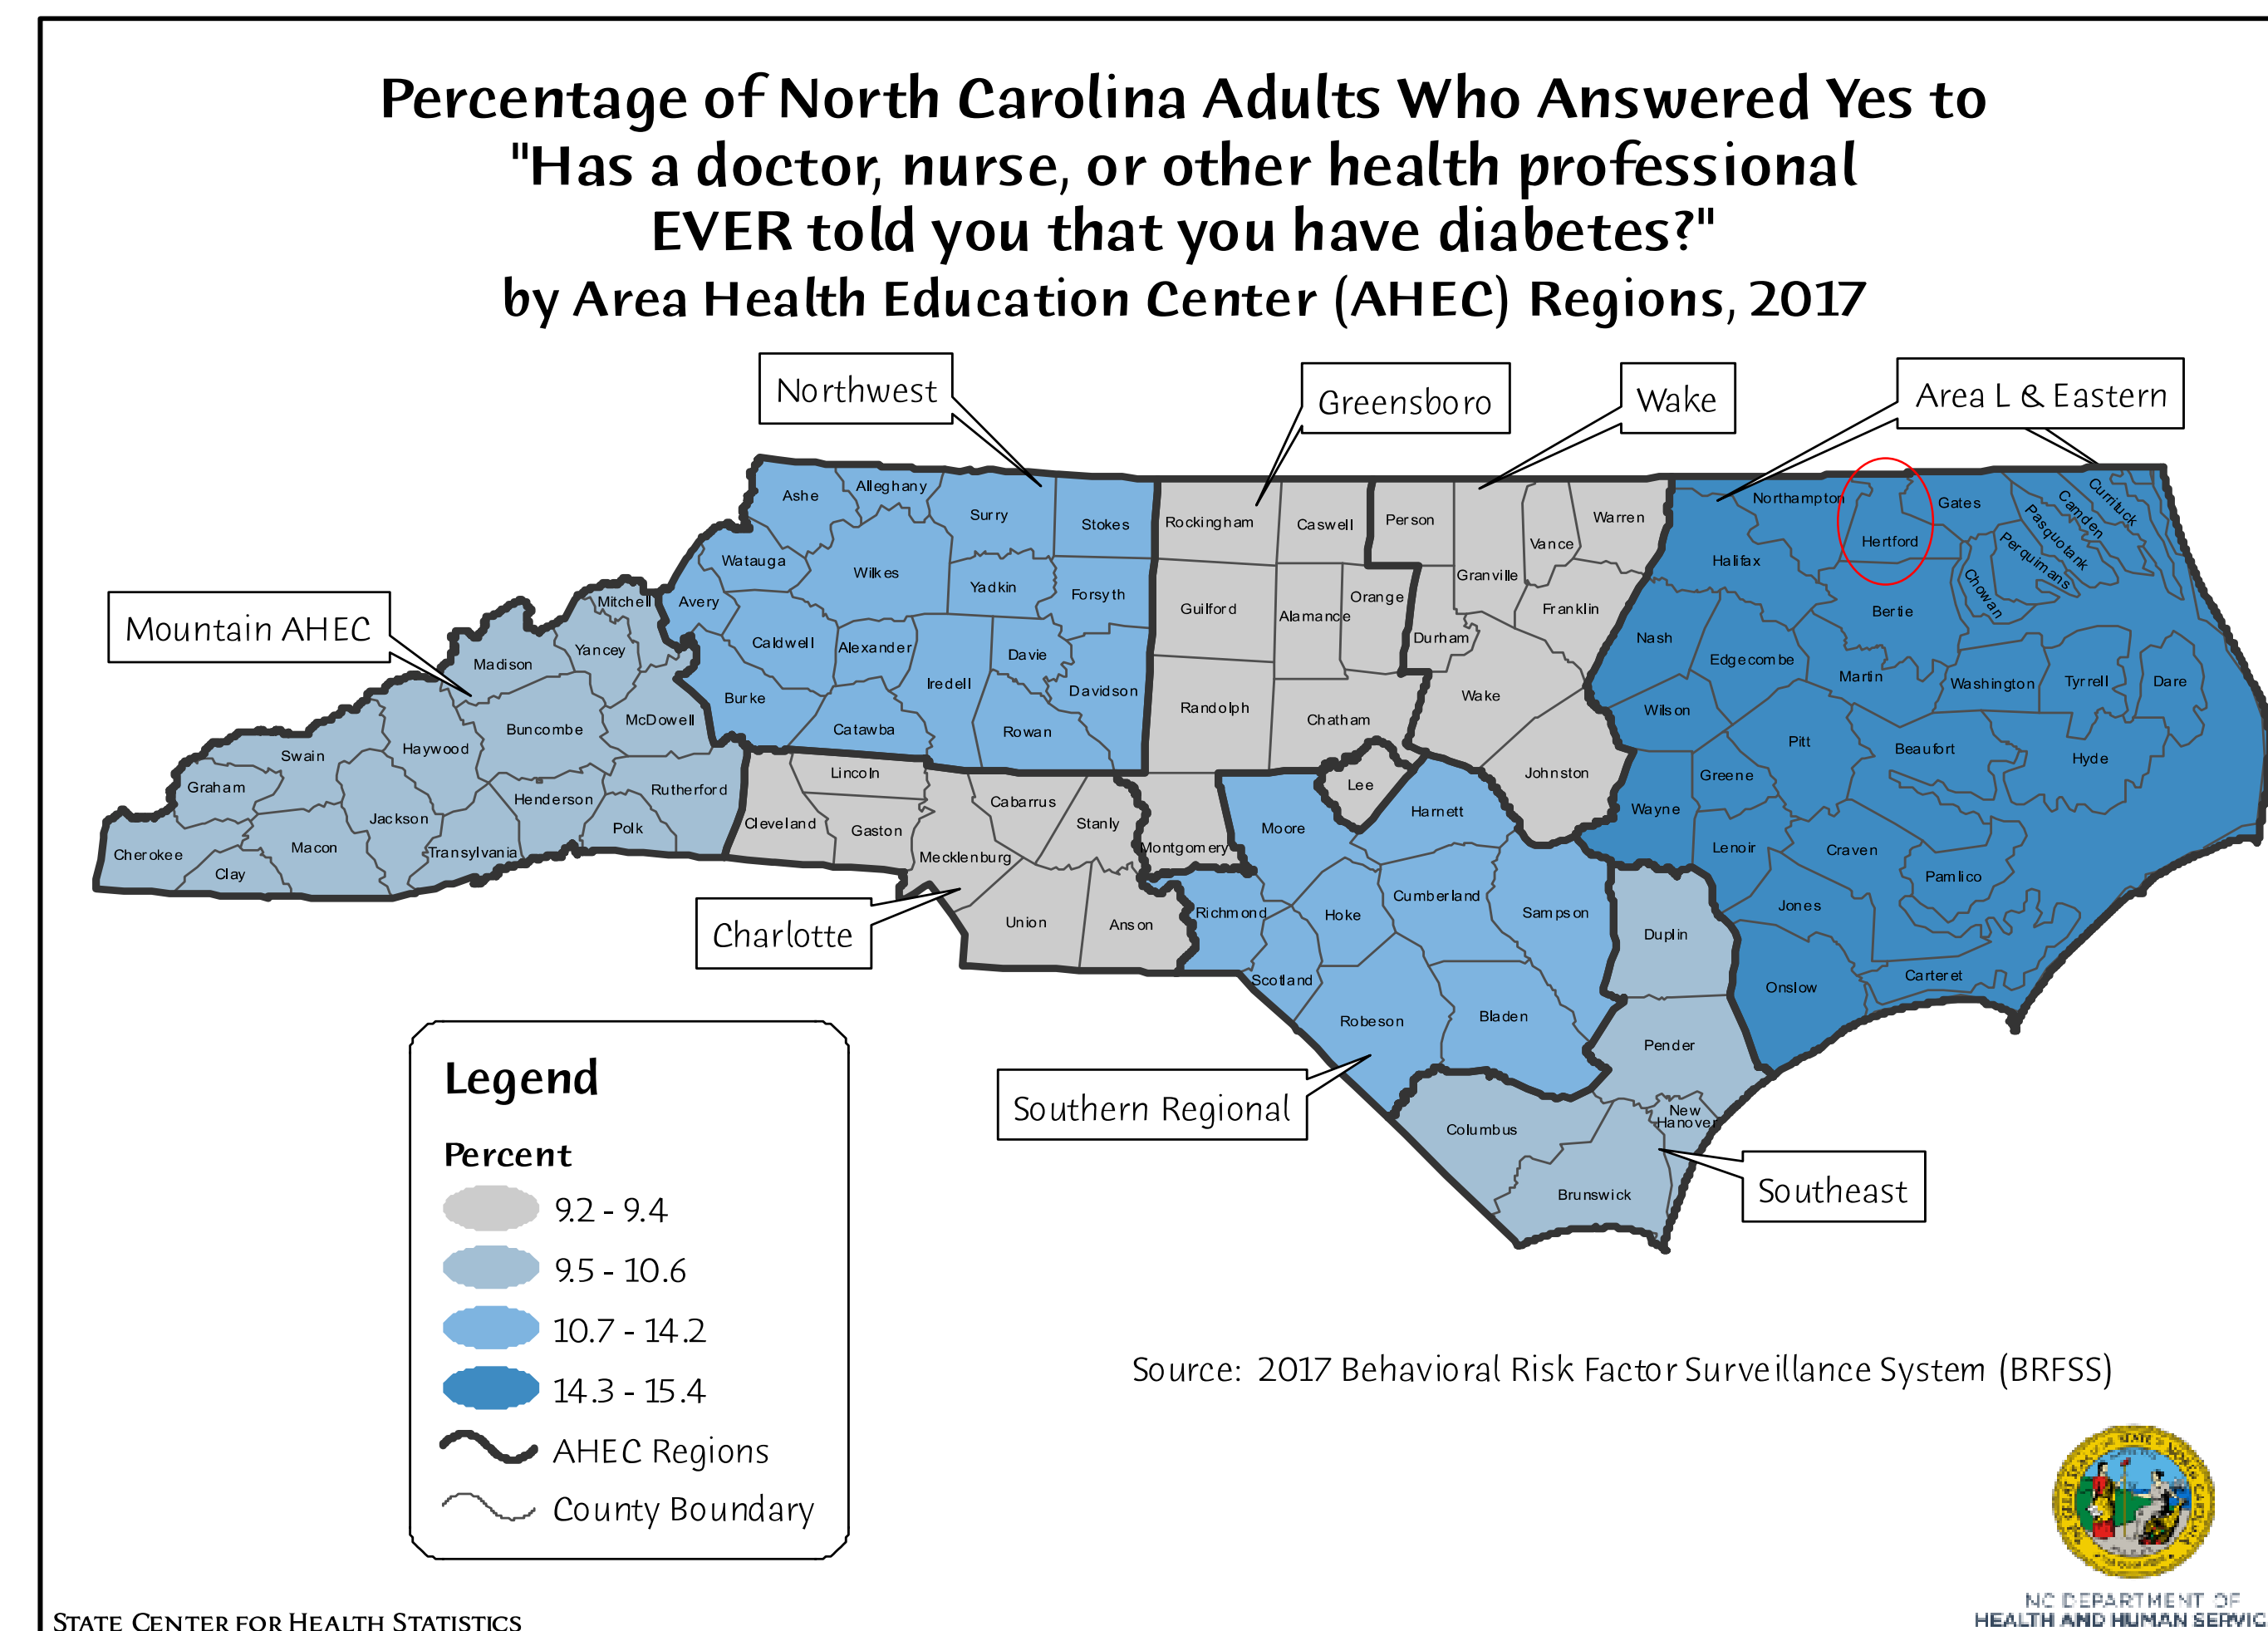 Percentage of North Carolina Adults Who Answered Yes to
"Has a doctor, nurse, or other health professional
EVER told you that you have diabetes?"
by Area Health Education Center (AHEC) Regions, 2017
Northwest
Greensboro
Wake
Area L & Eastern
Mountain AHEC
Charlotte
Southern Regional
Southeast
Ashe
Alleghany
Surry
Stokes
Rockingham
Caswell
Person
Vance
Warren
Northampton
Hertford
Gates
Currituck
Camden
Pasquotank
Perquimans
Chowan
Watauga
Wilkes
Yadkin
Forsyth
Guilford
Alamance
Orange
Granville
Franklin
Halifax
Bertie
Mitchell
Avery
Yancey
Madison
Caldwell
Alexander
Davie
Durham
Nash
Edgecombe
Martin
Washington
Tyrrell
Dare
Burke
Iredell
Davidson
Randolph
Chatham
Wake
Wilson
McDowell
Buncombe
Haywood
Catawba
Rowan
Pitt
Beaufort
Hyde
Swain
Graham
Jackson
Henderson
Rutherford
Polk
Lincoln
Cleveland
Gaston
Cabarrus
Stanly
Mecklenburg
Montgomery
Moore
Lee
Harnett
Johnston
Wayne
Greene
Lenoir
Craven
Pamlico
Cherokee
Clay
Macon
Transylvania
Union
Anson
Richmond
Hoke
Cumberland
Sampson
Duplin
Jones
Carteret
Onslow
Scotland
Robeson
Bladen
Pender
New
Hanover
Columbus
Brunswick
Legend
Percent
9.2 - 9.4
9.5 - 10.6
10.7 - 14.2
14.3 - 15.4
AHEC Regions
County Boundary
Source: 2017 Behavioral Risk Factor Surveillance System (BRFSS)
NC DEPARTMENT OF
HEALTH AND HUMAN SERVIC
STATE CENTER FOR HEALTH STATISTICS